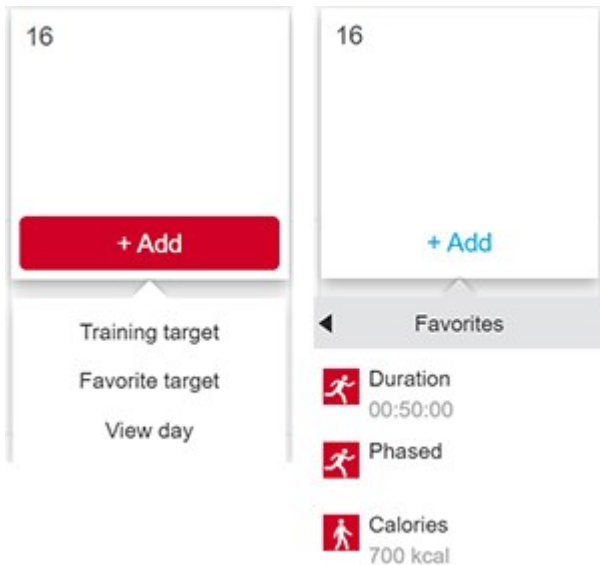 16
+ Add
Training target
Favorite target
View day
16
+ Add
Favorites
Duration
00:50:00
Phased
Calories
700 kcal